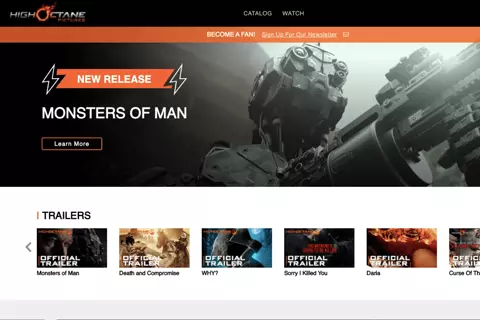 HIGH OCTANE
PICTURES
CATALOG WATCH
BECOME A FAN! Sign Up For Our Newsletter
NEW RELEASE
MONSTERS OF MAN
Learn More
TRAILERS
OFFICIAL TRAILER
OFFICIAL TRAILER
OFFICIAL TRAILER
OFFICIAL TRAILER
OFFICIAL TRAILER
Monsters of Man
Death and Compromise
WHY?
Sorry I Killed You
Daria
Curse Of Th